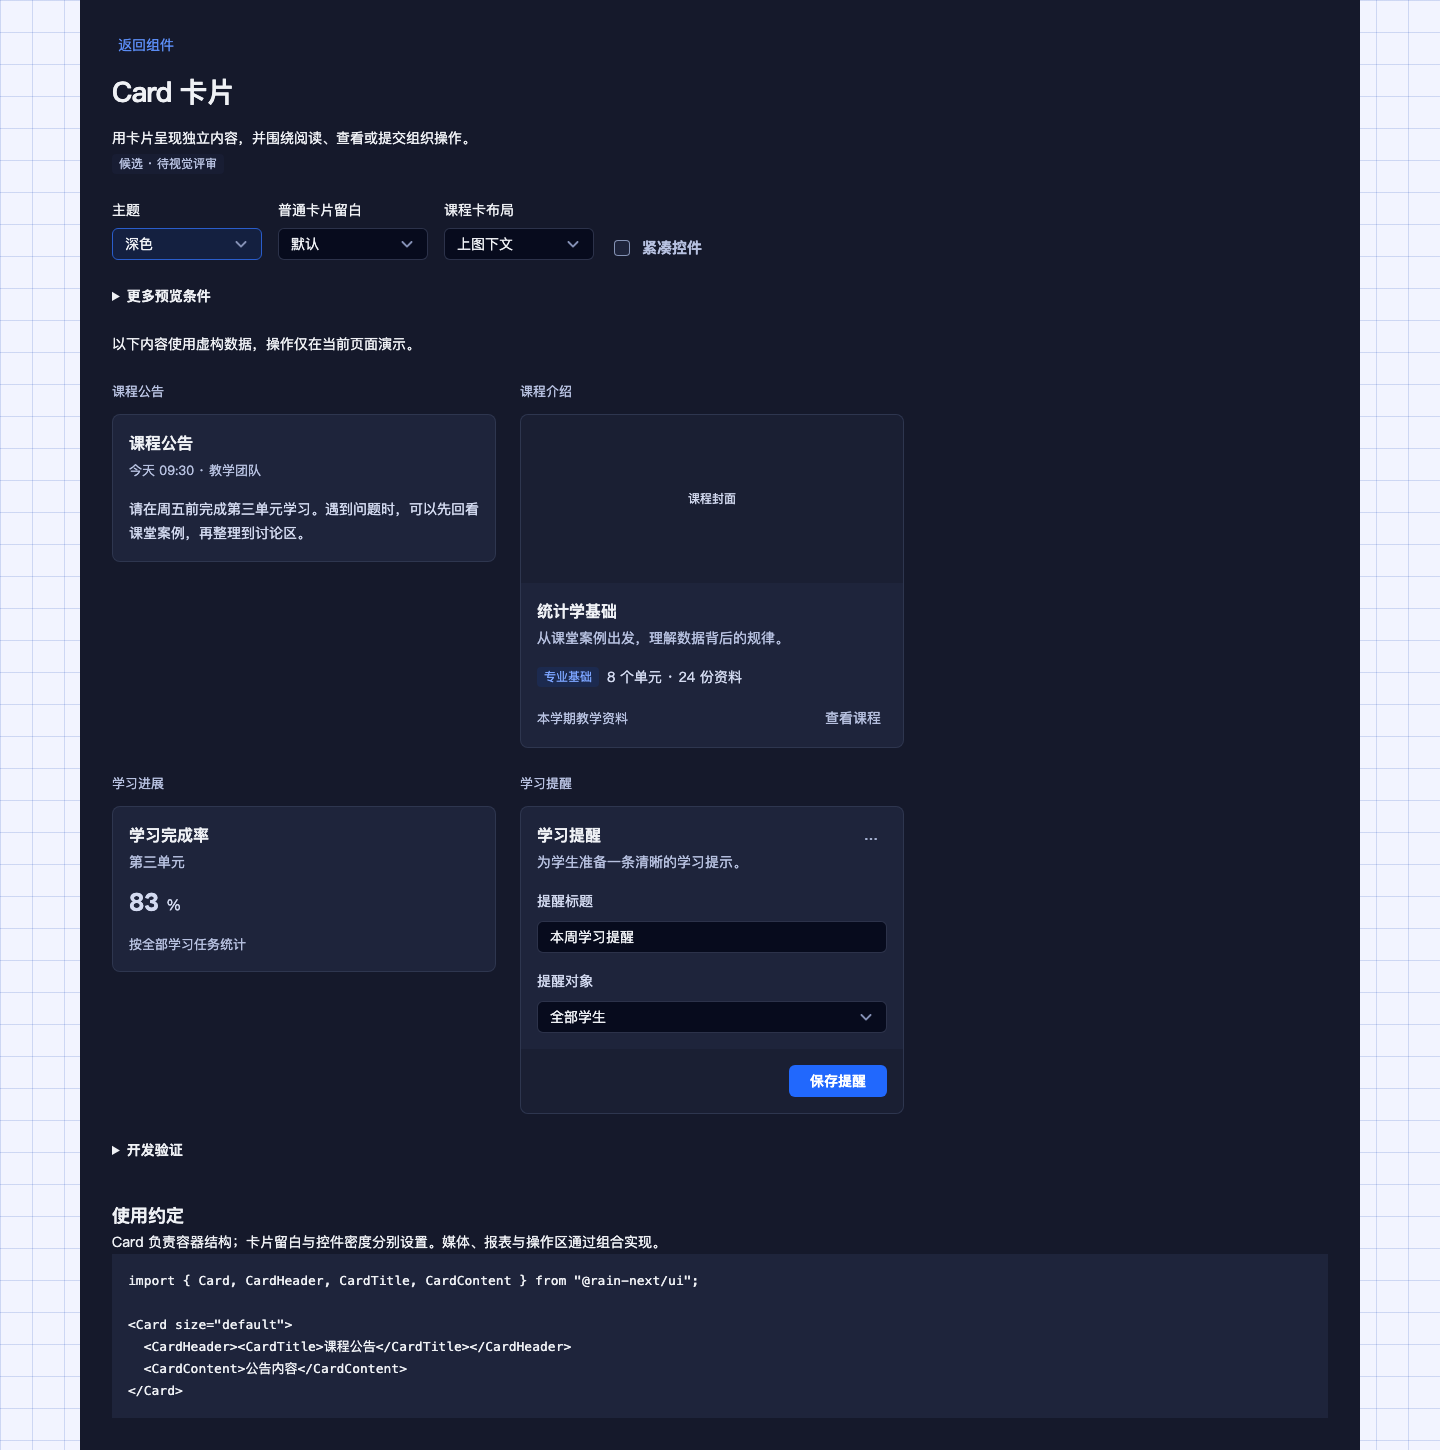 返回组件
Card 卡片
用卡片呈现独立内容，并围绕阅读、查看或提交组织操作。
候选 · 待视觉评审
主题
普通卡片留白
课程卡布局
深色
默认
上图下文
紧凑控件
更多预览条件
以下内容使用虚构数据，操作仅在当前页面演示。
课程公告
课程公告
今天 09:30 · 教学团队
请在周五前完成第三单元学习。遇到问题时，可以先回看
课堂案例，再整理到讨论区。
课程介绍
课程封面
统计学基础
从课堂案例出发，理解数据背后的规律。
专业基础 8 个单元 · 24 份资料
本学期教学资料
查看课程
学习进展
学习完成率
第三单元
83 %
按全部学习任务统计
学习提醒
学习提醒
...
为学生准备一条清晰的学习提示。
提醒标题
本周学习提醒
提醒对象
全部学生
保存提醒
开发验证
使用约定
Card 负责容器结构；卡片留白与控件密度分别设置。媒体、报表与操作区通过组合实现。
import { Card, CardHeader, CardTitle, CardContent } from "@rain-next/ui";
<Card size="default">
  <CardHeader><CardTitle>课程公告</CardTitle></CardHeader>
  <CardContent>公告内容</CardContent>
</Card>